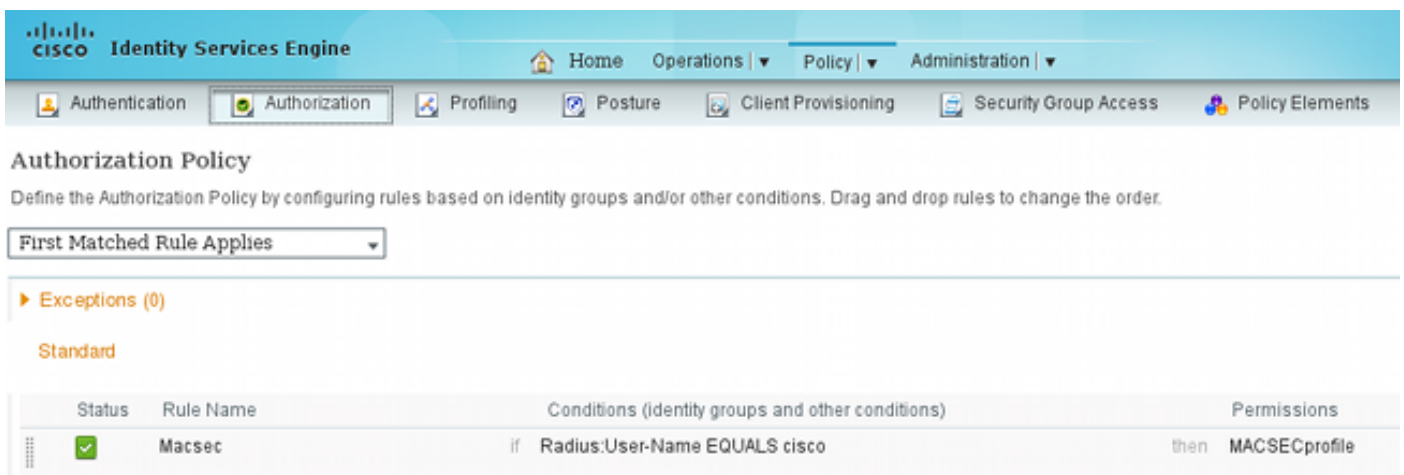 CISCO Identity Services Engine
Home Operations | Policy | Administration |
Authentication Authorization Profiling Posture Client Provisioning Security Group Access Policy Elements
Authorization Policy
Define the Authorization Policy by configuring rules based on identity groups and/or other conditions. Drag and drop rules to change the order.
First Matched Rule Applies
Exceptions (0)
Standard
Status Rule Name Conditions (identity groups and other conditions) Permissions
Macsec if Radius:User-Name EQUALS cisco then MACSECprofile